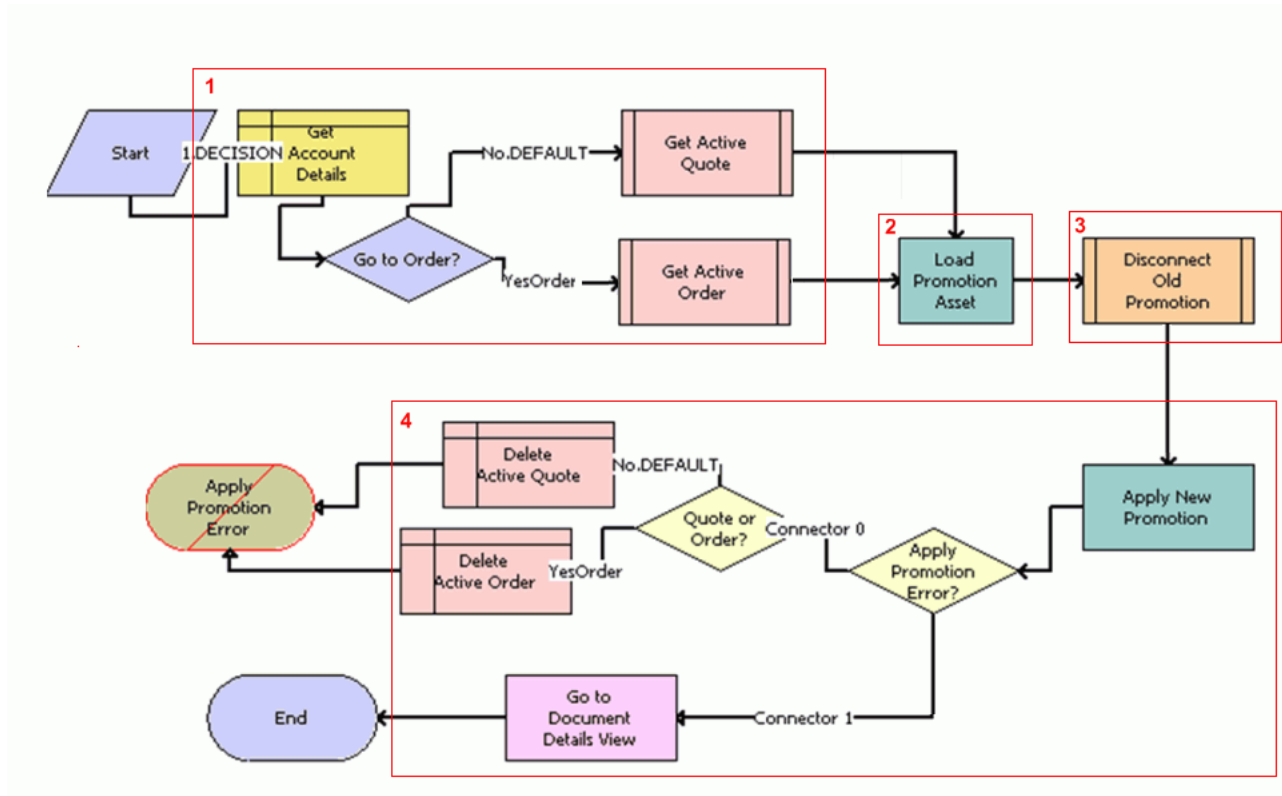 1
Start
1.DECISION
Get
Account
Details
No.DEFAULT
Get Active
Quote
Go to Order?
YesOrder
Get Active
Order
2
Load
Promotion
Asset
3
Disconnect
Old
Promotion
4
Delete
Active Quote
No.DEFAULT
Apply
Promotion
Error
Quote or
Order?
Connector 0
Apply New
Promotion
Delete
Active Order
YesOrder
Apply
Promotion
Error?
End
Go to
Document
Details View
Connector 1